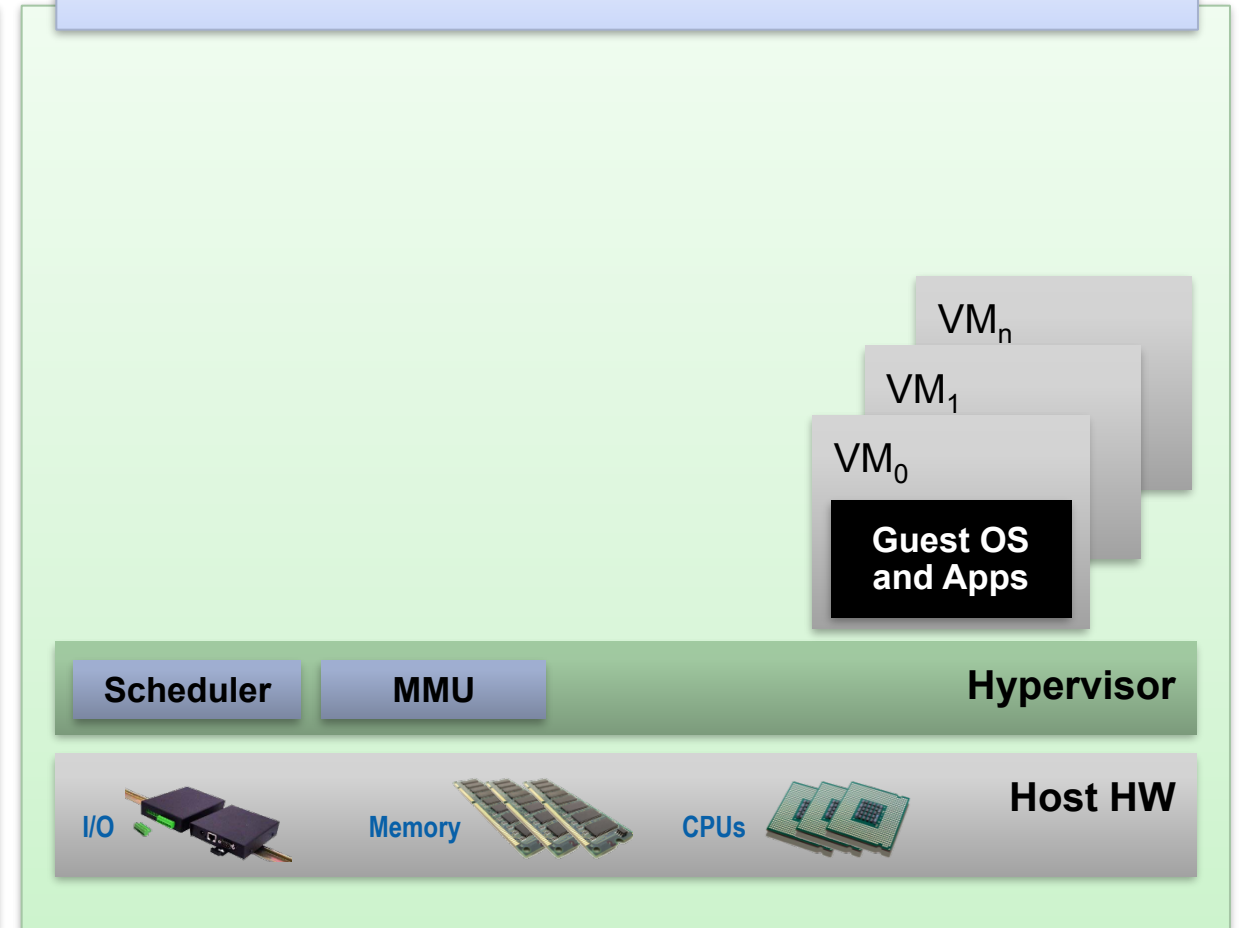 VMₙ
VM₁
VM₀
Guest OS
and Apps
Scheduler
MMU
Hypervisor
I/O
Memory
CPUs
Host HW